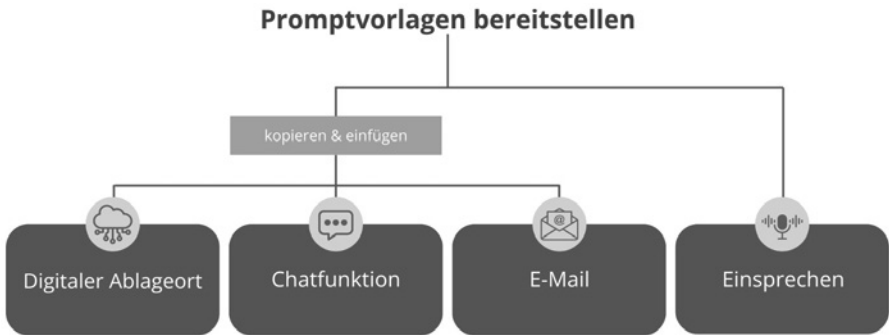 Promptvorlagen bereitstellen
kopieren & einfügen
@
Digitaler Ablageort
Chatfunktion
E-Mail
Einsprechen